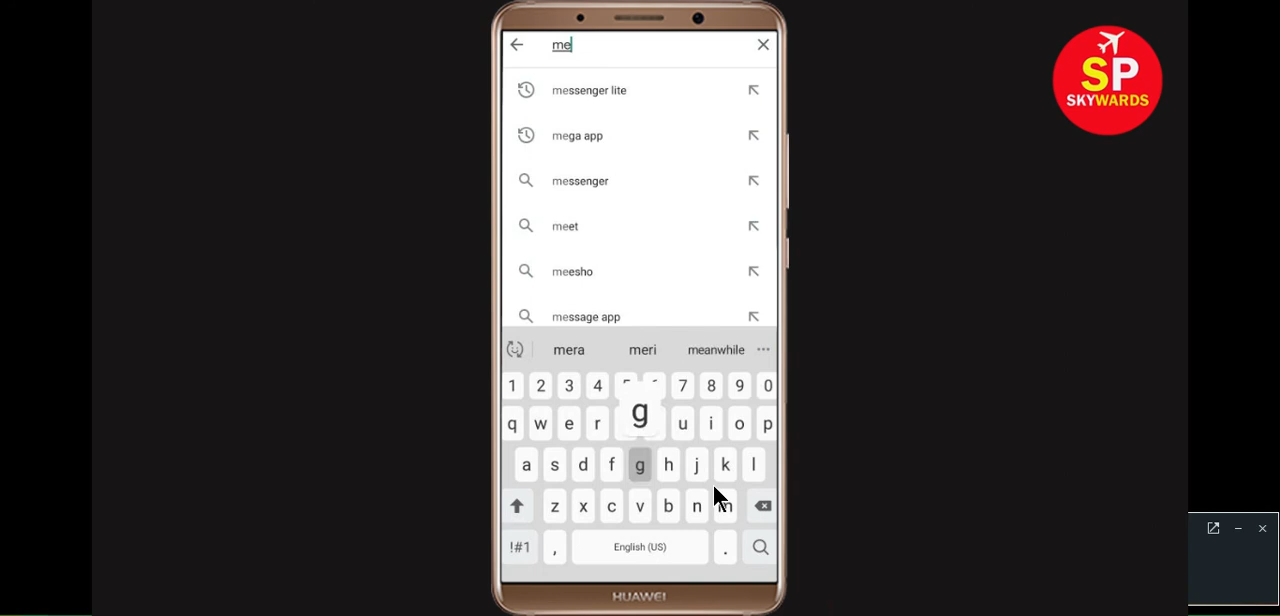 me
SP
SKYWARDS
messenger lite
mega app
messenger
meet
meesho
message app
mera meri meanwhile ...
1 2 3 4 7 8 9 0
g
q w e r u i o p
a s d f g h j k l
z x c v b n m
!#1 , English (US) .
HUAWEI